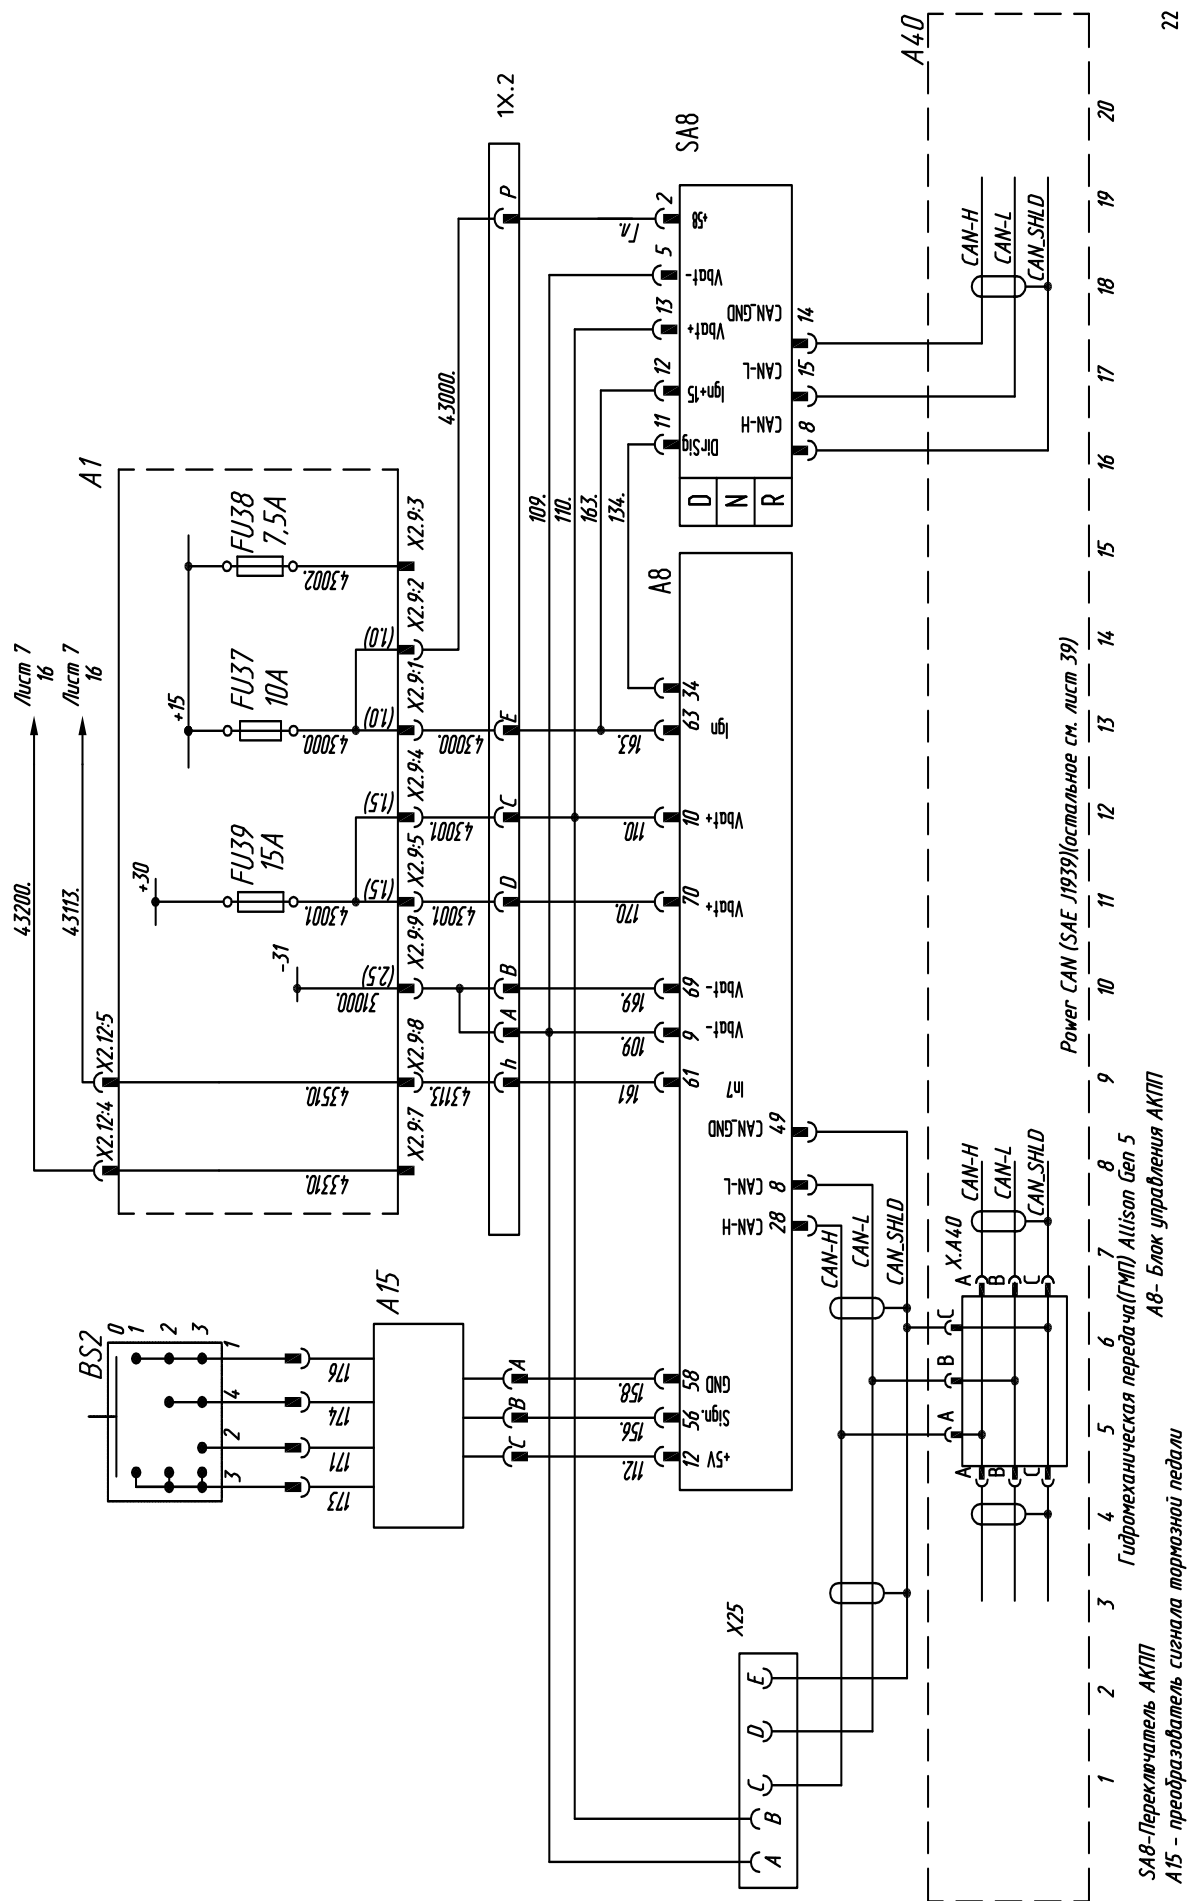 22
Лист 7
16
Лист 7
16
43200.
43113.
A1
+30
+15
-31
FU39
15A
FU37
10A
FU38
7,5A
43310.
43510.
31000.
43001.
43000.
43002.
(2.5)
(1.5)
(1.5)
(1.0)
(1.0)
X2.12:4
X2.12:5
X2.9:7
X2.9:8
X2.9:9
X2.9:5
X2.9:4
X2.9:1
X2.9:2
X2.9:3
43113.
43001.
43001.
43000.
43000.
1X.2
h
A
B
D
C
E
P
BS2
0
1
2
3
3
2
4
1
173
171
174
176
A15
C
B
A
112.
156.
158.
161
109.
169.
170.
110.
163.
109.
110.
163.
134.
Гл.
A8
12
56
58
61
9
69
70
10
63
34
+5V
Sign.
GND
In7
Vbat-
Vbat-
Vbat+
Vbat+
Ign
CAN-H
CAN-L
CAN_GND
28
8
49
SA8
11
12
13
5
2
DirSig
Ign+15
Vbat+
Vbat-
+58
D
N
R
CAN-H
CAN-L
CAN_GND
8
15
14
CAN-H
CAN-L
CAN_SHLD
X25
A
B
C
D
E
A40
X.A40
A
B
C
A
B
C
A
B
C
CAN-H
CAN-L
CAN_SHLD
CAN-H
CAN-L
CAN_SHLD
Power CAN (SAE J1939)(остальное см. лист 39)
1
2
3
4
5
6
7
8
9
10
11
12
13
14
15
16
17
18
19
20
Гидромеханическая передача(ГМП) Allison Gen 5
SA8-Переключатель АКПП
A8- Блок управления АКПП
A15 - преобразователь сигнала тормозной педали